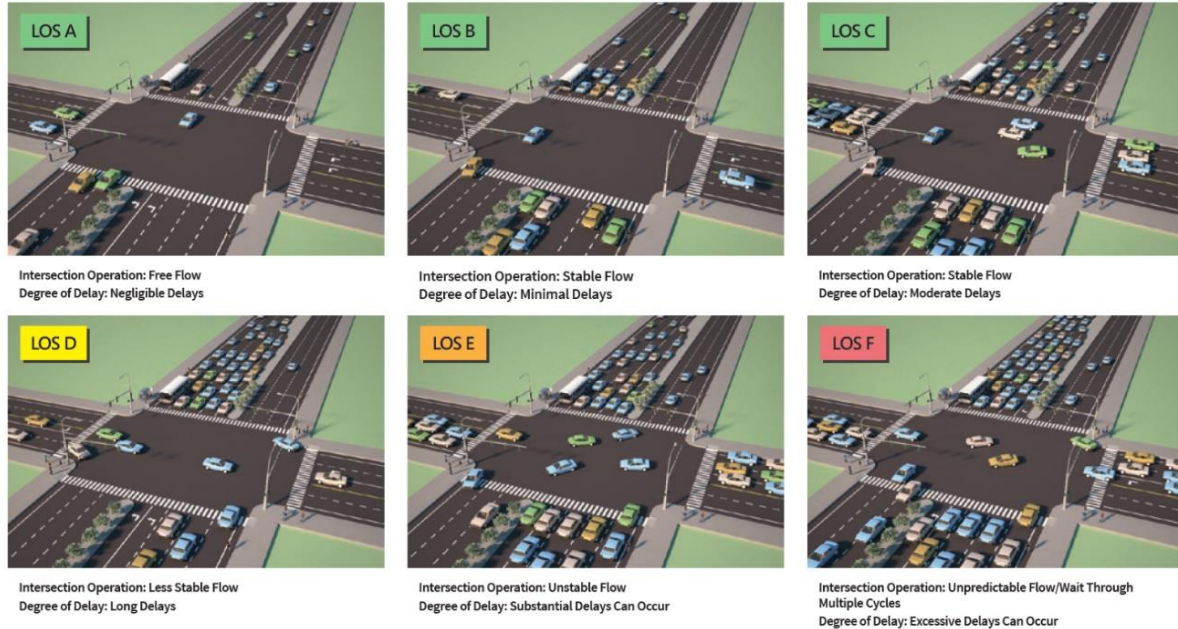 LOS A
LOS B
LOS C
Intersection Operation: Free Flow
Degree of Delay: Negligible Delays
Intersection Operation: Stable Flow
Degree of Delay: Minimal Delays
Intersection Operation: Stable Flow
Degree of Delay: Moderate Delays
LOS D
LOS E
LOS F
Intersection Operation: Less Stable Flow
Degree of Delay: Long Delays
Intersection Operation: Unstable Flow
Degree of Delay: Substantial Delays Can Occur
Intersection Operation: Unpredictable Flow/Wait Through
Multiple Cycles
Degree of Delay: Excessive Delays Can Occur